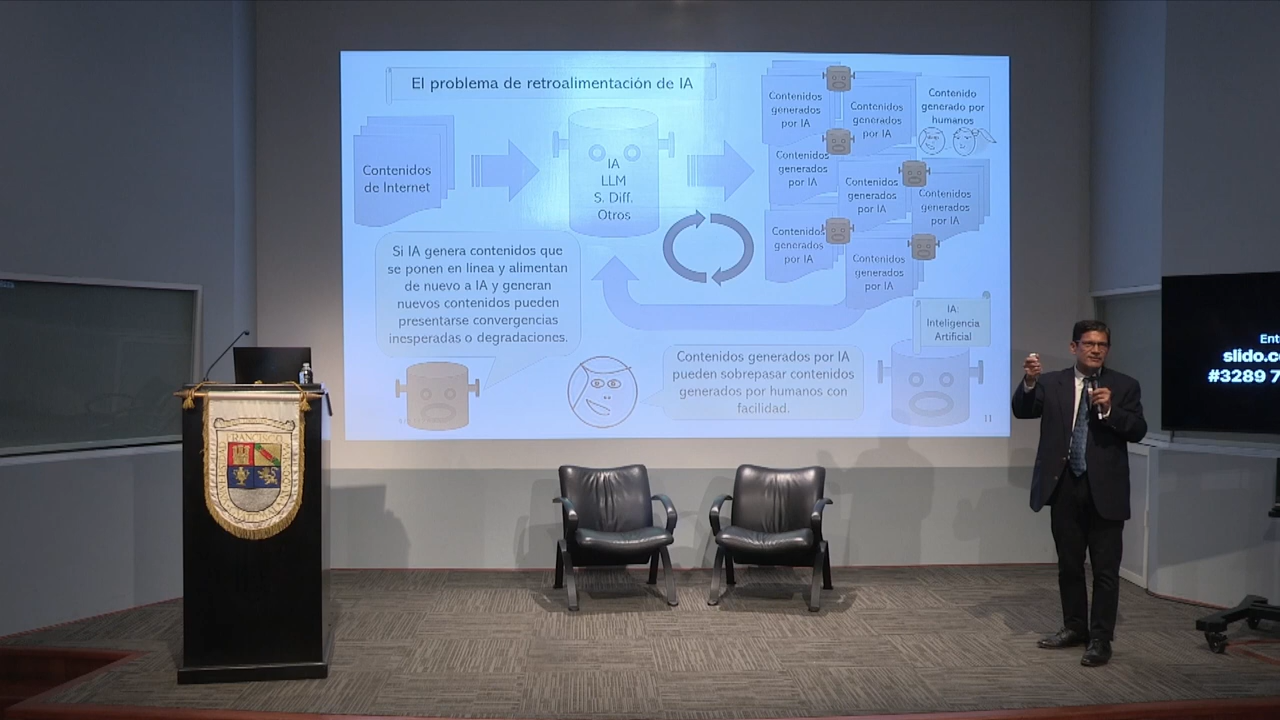 El problema de retroalimentación de IA
Contenidos
de Internet
IA
LLM
S. Diff.
Otros
Contenidos
generados
por IA
Contenidos
generados
por IA
Contenido
generado por
humanos
Contenidos
generados
por IA
Contenidos
generados
por IA
Contenidos
generados
por IA
Contenidos
generados
por IA
Contenidos
generados
por IA
Si IA genera contenidos que
se ponen en línea y alimentan
de nuevo a IA y generan
nuevos contenidos pueden
presentarse convergencias
inesperadas o degradaciones.
Contenidos generados por IA
pueden sobrepasar contenidos
generados por humanos con
facilidad.
IA:
Inteligencia
Artificial
11
FRANCISCO
Ent
slido.co
#3289 7